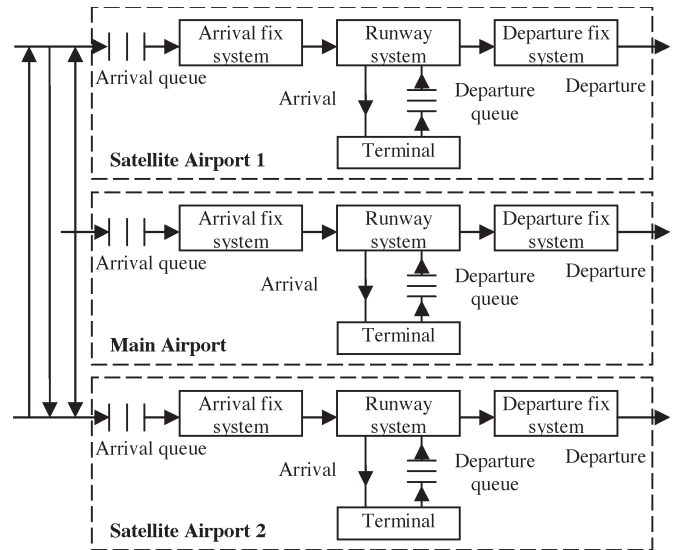 Arrival fix
system
Runway
system
Departure fix
system
Arrival queue
Arrival
Departure
queue
Departure
Terminal
Satellite Airport 1
Arrival fix
system
Runway
system
Departure fix
system
Arrival queue
Arrival
Departure
queue
Departure
Terminal
Main Airport
Arrival fix
system
Runway
system
Departure fix
system
Arrival queue
Arrival
Departure
queue
Departure
Terminal
Satellite Airport 2